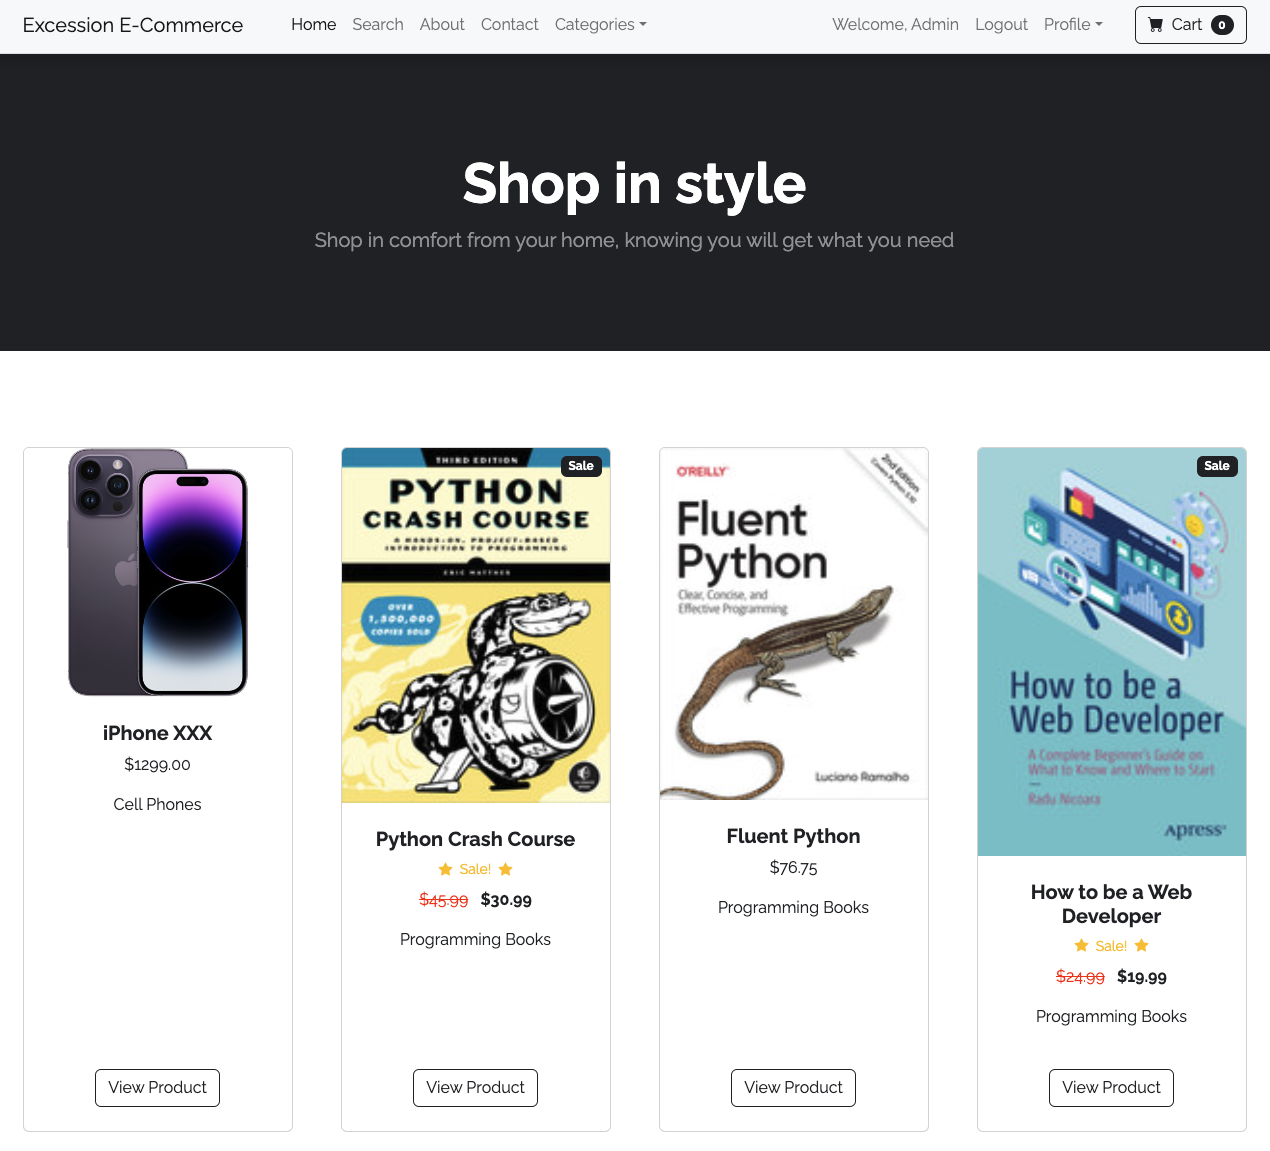 Excession E-Commerce
Home Search About Contact Categories
Welcome, Admin Logout Profile Cart 0
Shop in style
Shop in comfort from your home, knowing you will get what you need
iPhone XXX
$1299.00
Cell Phones
View Product
Sale
THIRD EDITION
PYTHON
CRASH COURSE
A HANDS-ON, PROJECT-BASED
INTRODUCTION TO PROGRAMMING
ERIC MATTHES
OVER
1,500,000
COPIES SOLD
Python Crash Course
Sale!
$45.99 $30.99
Programming Books
View Product
O'REILLY
2nd Edition
Fluent
Python
Clear, Concise, and
Effective Programming
Luciano Ramalho
Fluent Python
$76.75
Programming Books
View Product
Sale
How to be a
Web Developer
A Complete Beginner's Guide on
What to Know and Where to Start
Radu Nicoara
Apress®
How to be a Web
Developer
Sale!
$24.99 $19.99
Programming Books
View Product